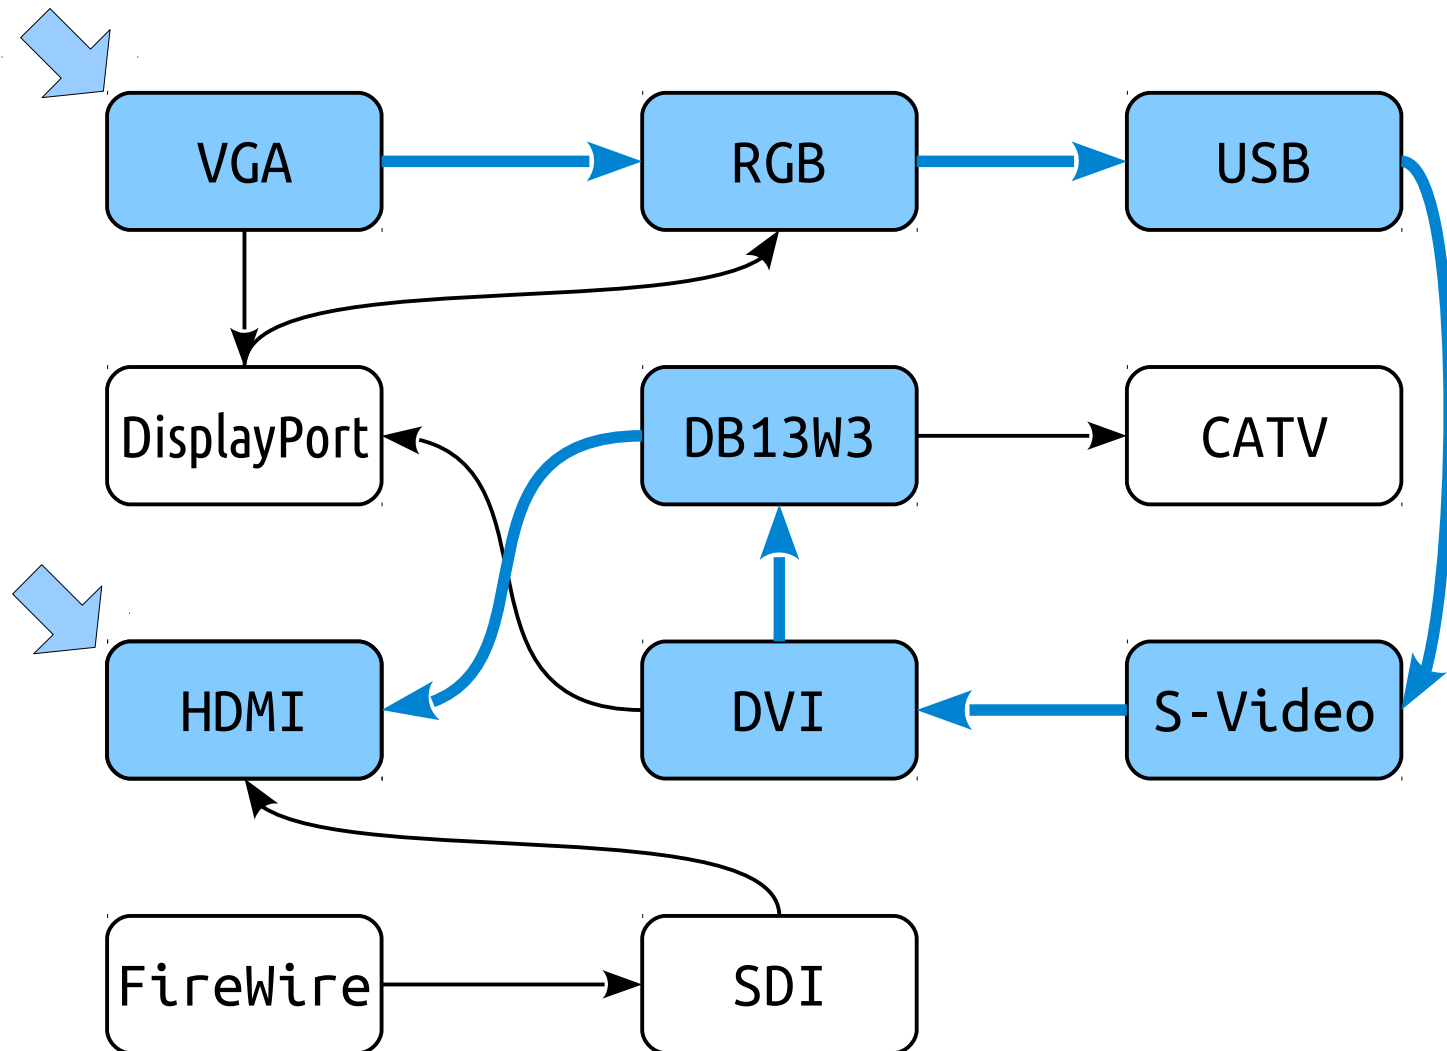 VGA
RGB
USB
DisplayPort
DB13W3
CATV
HDMI
DVI
S-Video
FireWire
SDI